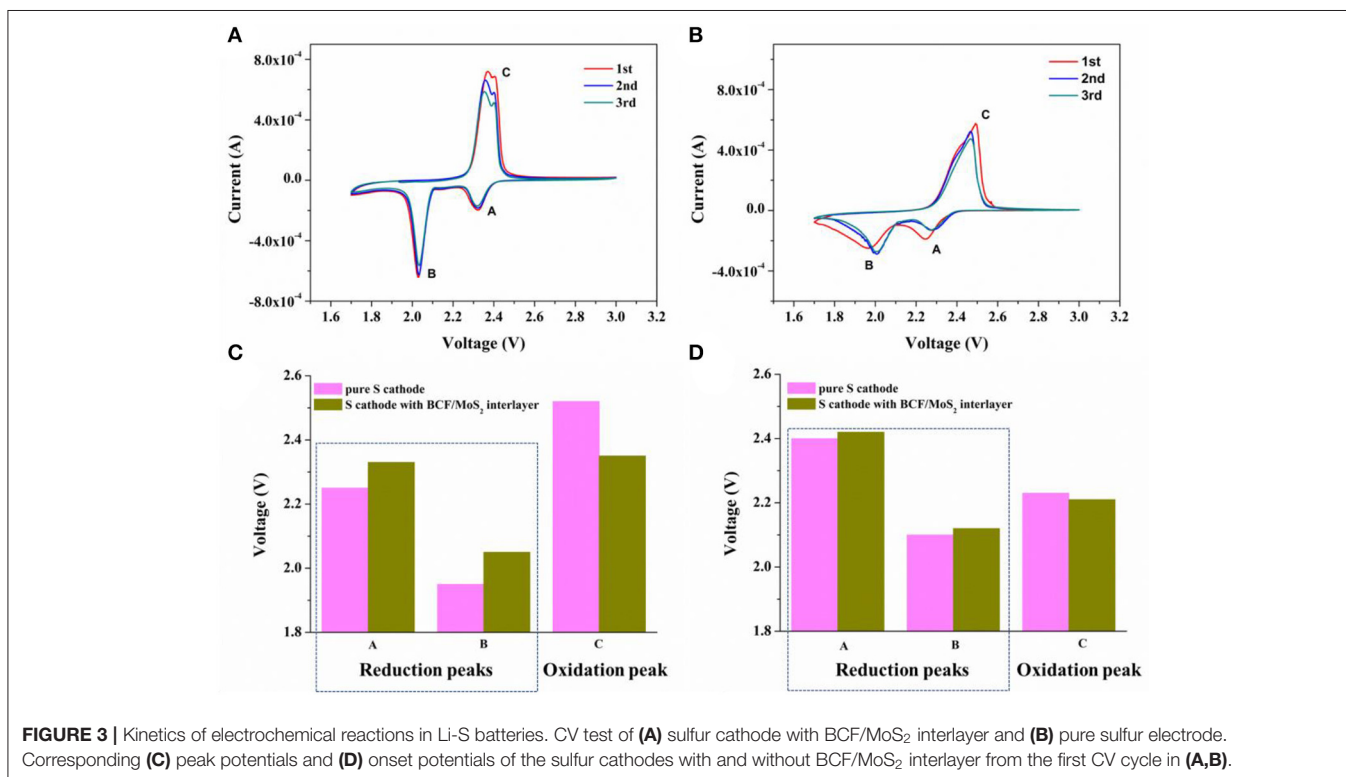 A
8.0x10⁻⁴
4.0x10⁻⁴
0.0
-4.0x10⁻⁴
-8.0x10⁻⁴
Current (A)
1st
2nd
3rd
C
A
B
1.6 1.8 2.0 2.2 2.4 2.6 2.8 3.0 3.2
Voltage (V)
B
8.0x10⁻⁴
4.0x10⁻⁴
0.0
-4.0x10⁻⁴
Current (A)
1st
2nd
3rd
C
A
B
1.6 1.8 2.0 2.2 2.4 2.6 2.8 3.0 3.2
Voltage (V)
C
2.6
2.4
2.2
2.0
1.8
Voltage (V)
pure S cathode
S cathode with BCF/MoS₂ interlayer
A B C
Reduction peaks Oxidation peak
D
2.6
2.4
2.2
2.0
1.8
Voltage (V)
pure S cathode
S cathode with BCF/MoS₂ interlayer
A B C
Reduction peaks Oxidation peak
FIGURE 3 | Kinetics of electrochemical reactions in Li-S batteries. CV test of (A) sulfur cathode with BCF/MoS₂ interlayer and (B) pure sulfur electrode.
Corresponding (C) peak potentials and (D) onset potentials of the sulfur cathodes with and without BCF/MoS₂ interlayer from the first CV cycle in (A,B).